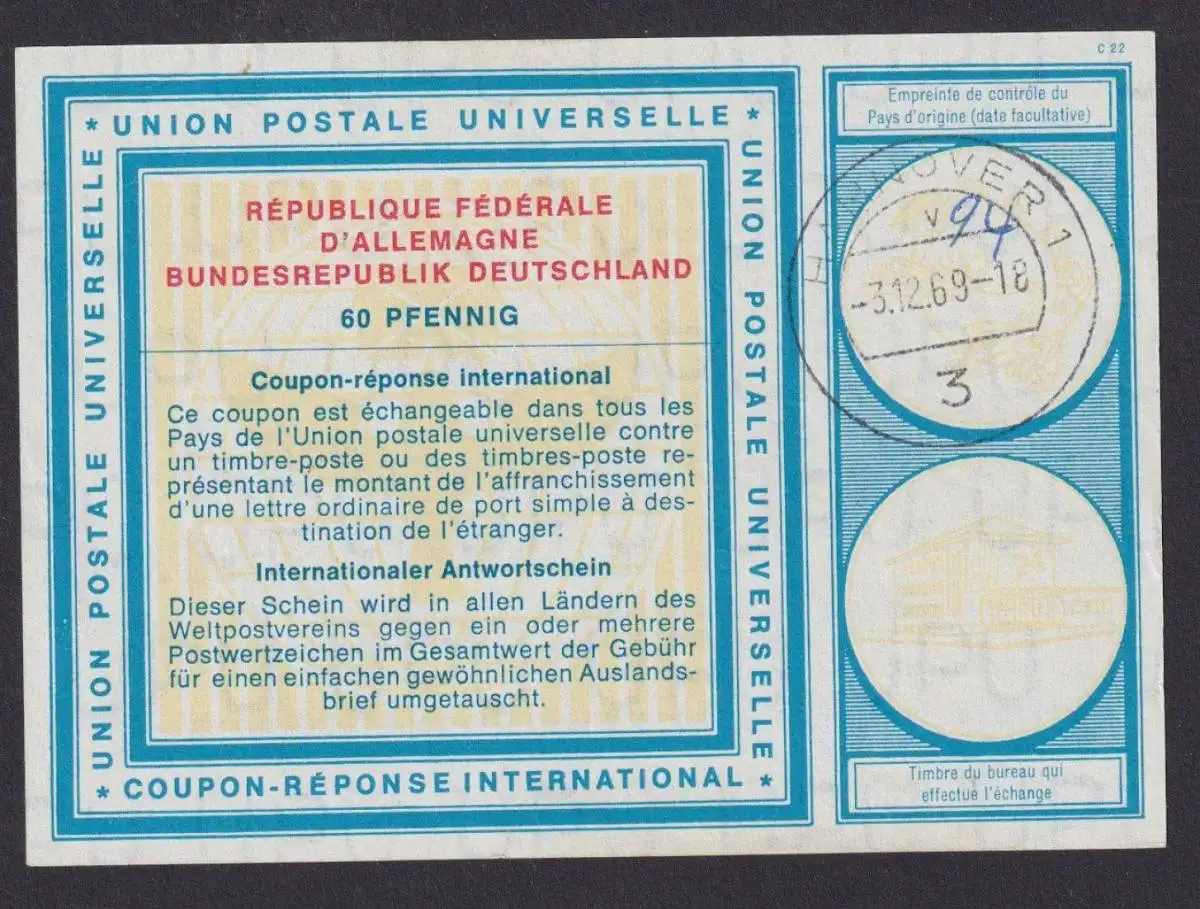 C 22
* UNION POSTALE UNIVERSELLE *
UNION POSTALE UNIVERSELLE
UNION POSTALE UNIVERSELLE
* COUPON-RÉPONSE INTERNATIONAL *
RÉPUBLIQUE FÉDÉRALE
D'ALLEMAGNE
BUNDESREPUBLIK DEUTSCHLAND
60 PFENNIG
Coupon-réponse international
Ce coupon est échangeable dans tous les
Pays de l'Union postale universelle contre
un timbre-poste ou des timbres-poste re-
présentant le montant de l'affranchissement
d'une lettre ordinaire de port simple à des-
tination de l'étranger.
Internationaler Antwortschein
Dieser Schein wird in allen Ländern des
Weltpostvereins gegen ein oder mehrere
Postwertzeichen im Gesamtwert der Gebühr
für einen einfachen gewöhnlichen Auslands-
brief umgetauscht.
Empreinte de contrôle du
Pays d'origine (date facultative)
HANNOVER 1
v 94
-3.12.69-18
3
Timbre du bureau qui
effectue l'échange